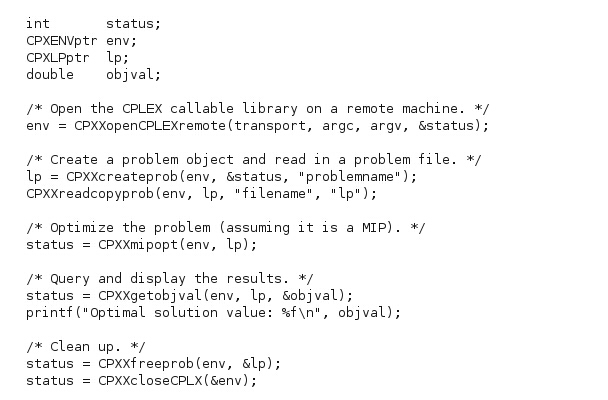 int       status;
CPXENVptr env;
CPXLPptr  lp;
double    objval;

/* Open the CPLEX callable library on a remote machine. */
env = CPXXopenCPLEXremote(transport, argc, argv, &status);

/* Create a problem object and read in a problem file. */
lp = CPXXcreateprob(env, &status, "problemname");
CPXXreadcopyprob(env, lp, "filename", "lp");

/* Optimize the problem (assuming it is a MIP). */
status = CPXXmipopt(env, lp);

/* Query and display the results. */
status = CPXXgetobjval(env, lp, &objval);
printf("Optimal solution value: %f\n", objval);

/* Clean up. */
status = CPXXfreeprob(env, &lp);
status = CPXXcloseCPLX(&env);